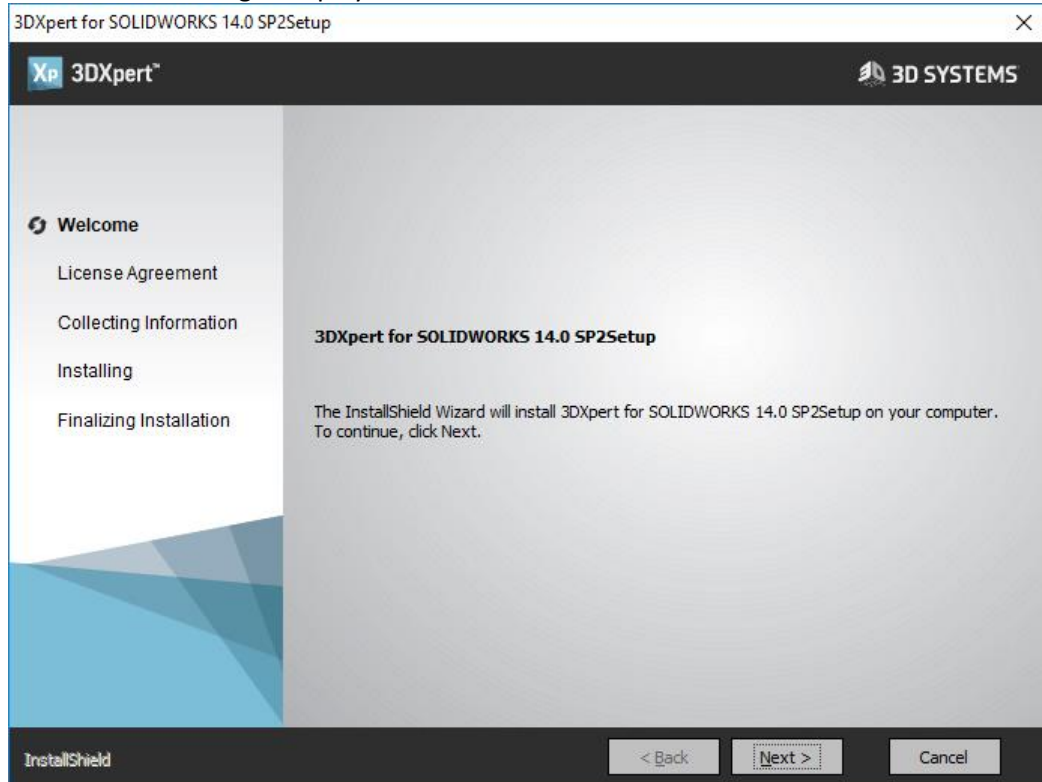 3DXpert for SOLIDWORKS 14.0 SP2Setup
Xp 3DXpert™
3D SYSTEMS
Welcome
License Agreement
Collecting Information
Installing
Finalizing Installation
3DXpert for SOLIDWORKS 14.0 SP2Setup
The InstallShield Wizard will install 3DXpert for SOLIDWORKS 14.0 SP2Setup on your computer.
To continue, click Next.
InstallShield
< Back
Next >
Cancel